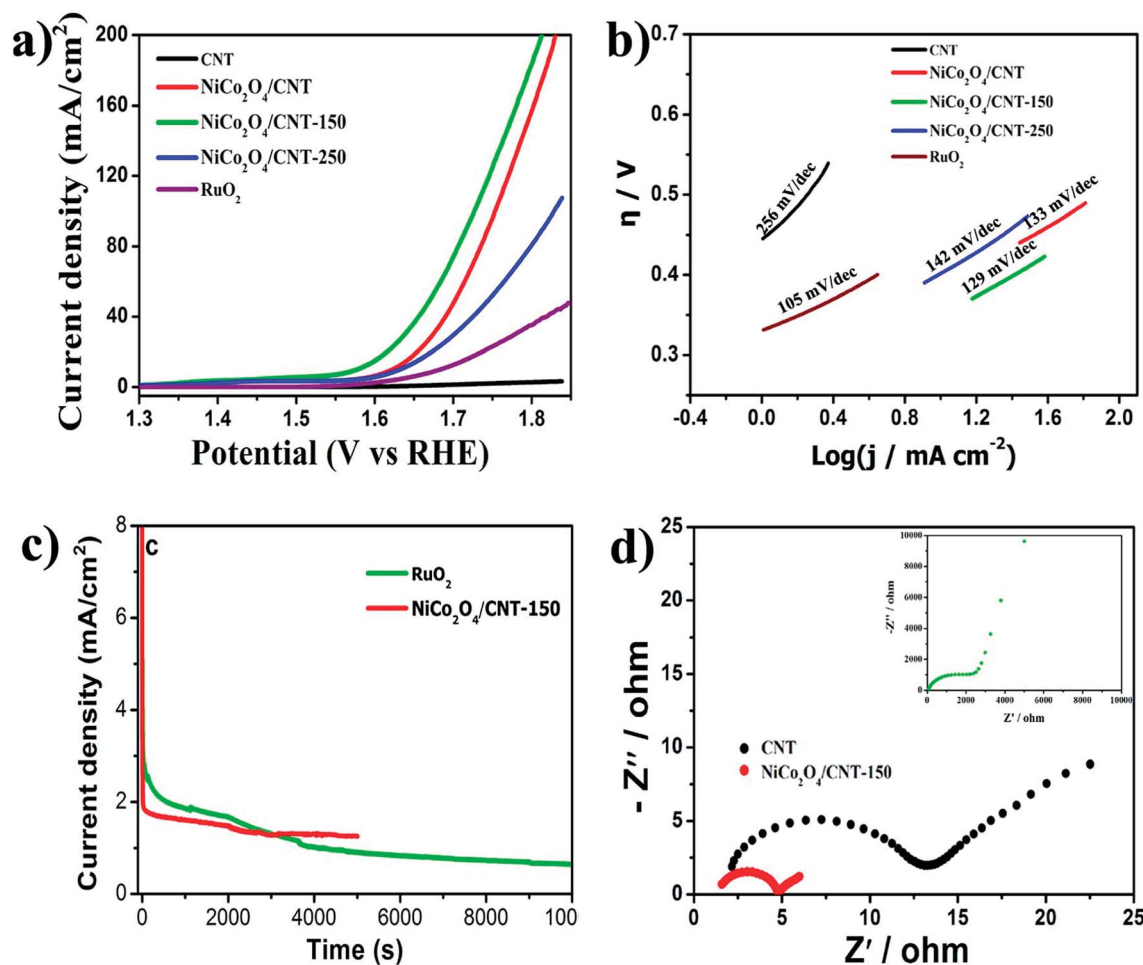 a)
Current density (mA/cm²)
200
160
120
80
40
0
CNT
NiCo₂O₄/CNT
NiCo₂O₄/CNT-150
NiCo₂O₄/CNT-250
RuO₂
1.3 1.4 1.5 1.6 1.7 1.8
Potential (V vs RHE)
b)
η / V
0.7
0.6
0.5
0.4
0.3
CNT
NiCo₂O₄/CNT
NiCo₂O₄/CNT-150
NiCo₂O₄/CNT-250
RuO₂
256 mV/dec
105 mV/dec
142 mV/dec
133 mV/dec
129 mV/dec
-0.4 0.0 0.4 0.8 1.2 1.6 2.0
Log(j / mA cm⁻²)
c)
Current density (mA/cm²)
8
6
4
2
0
C
RuO₂
NiCo₂O₄/CNT-150
0 2000 4000 6000 8000 10000
Time (s)
d)
- Z'' / ohm
25
20
15
10
5
0
-Z'' / ohm
10000
8000
6000
4000
2000
0
0 2000 4000 6000 8000 10000
Z' / ohm
CNT
NiCo₂O₄/CNT-150
0 5 10 15 20 25
Z' / ohm